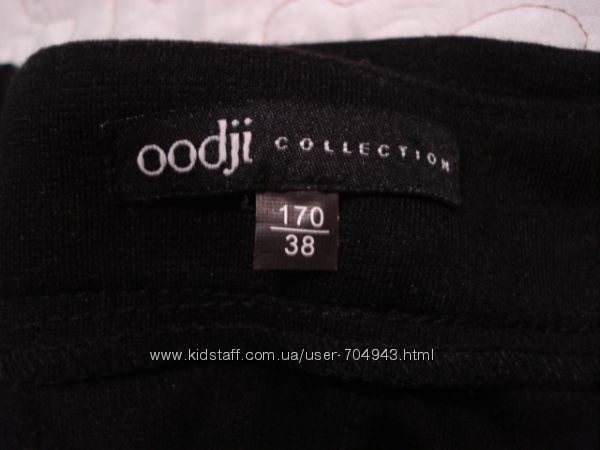 oodji COLLECTION
170
38
www.kidstaff.com.ua/user-704943.html